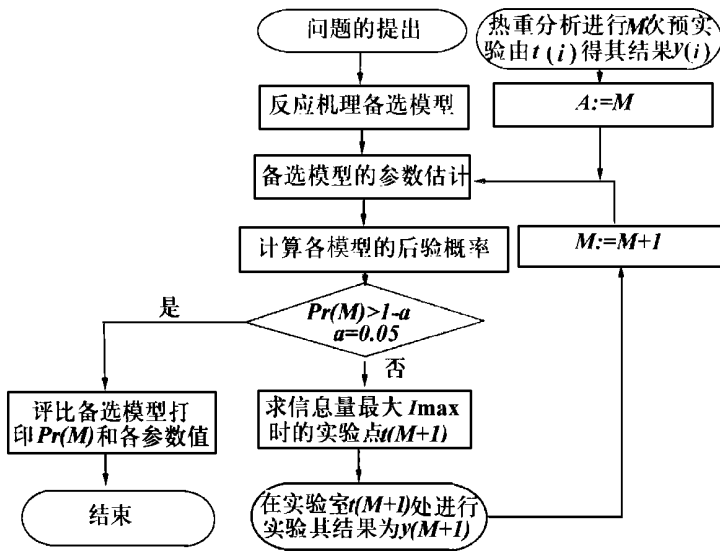 问题的提出
热重分析进行M次预实
验由t(i)得其结果y(i)
反应机理备选模型
A:=M
备选模型的参数估计
计算各模型的后验概率
M:=M+1
Pr(M)>1-a
a=0.05
是
否
评比备选模型打
印Pr(M)和各参数值
求信息量最大Imax
时的实验点t(M+1)
结束
在实验室t(M+1)处进行
实验其结果为y(M+1)